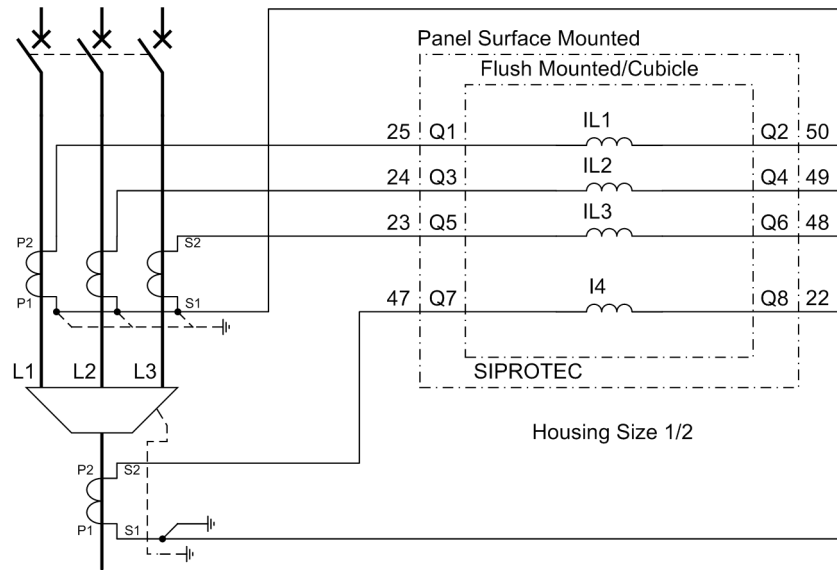 Panel Surface Mounted
Flush Mounted/Cubicle
25 Q1 IL1 Q2 50
24 Q3 IL2 Q4 49
23 Q5 IL3 Q6 48
P2 S2
P1 S1
47 Q7 I4 Q8 22
L1 L2 L3
SIPROTEC
Housing Size 1/2
P2 S2
P1 S1